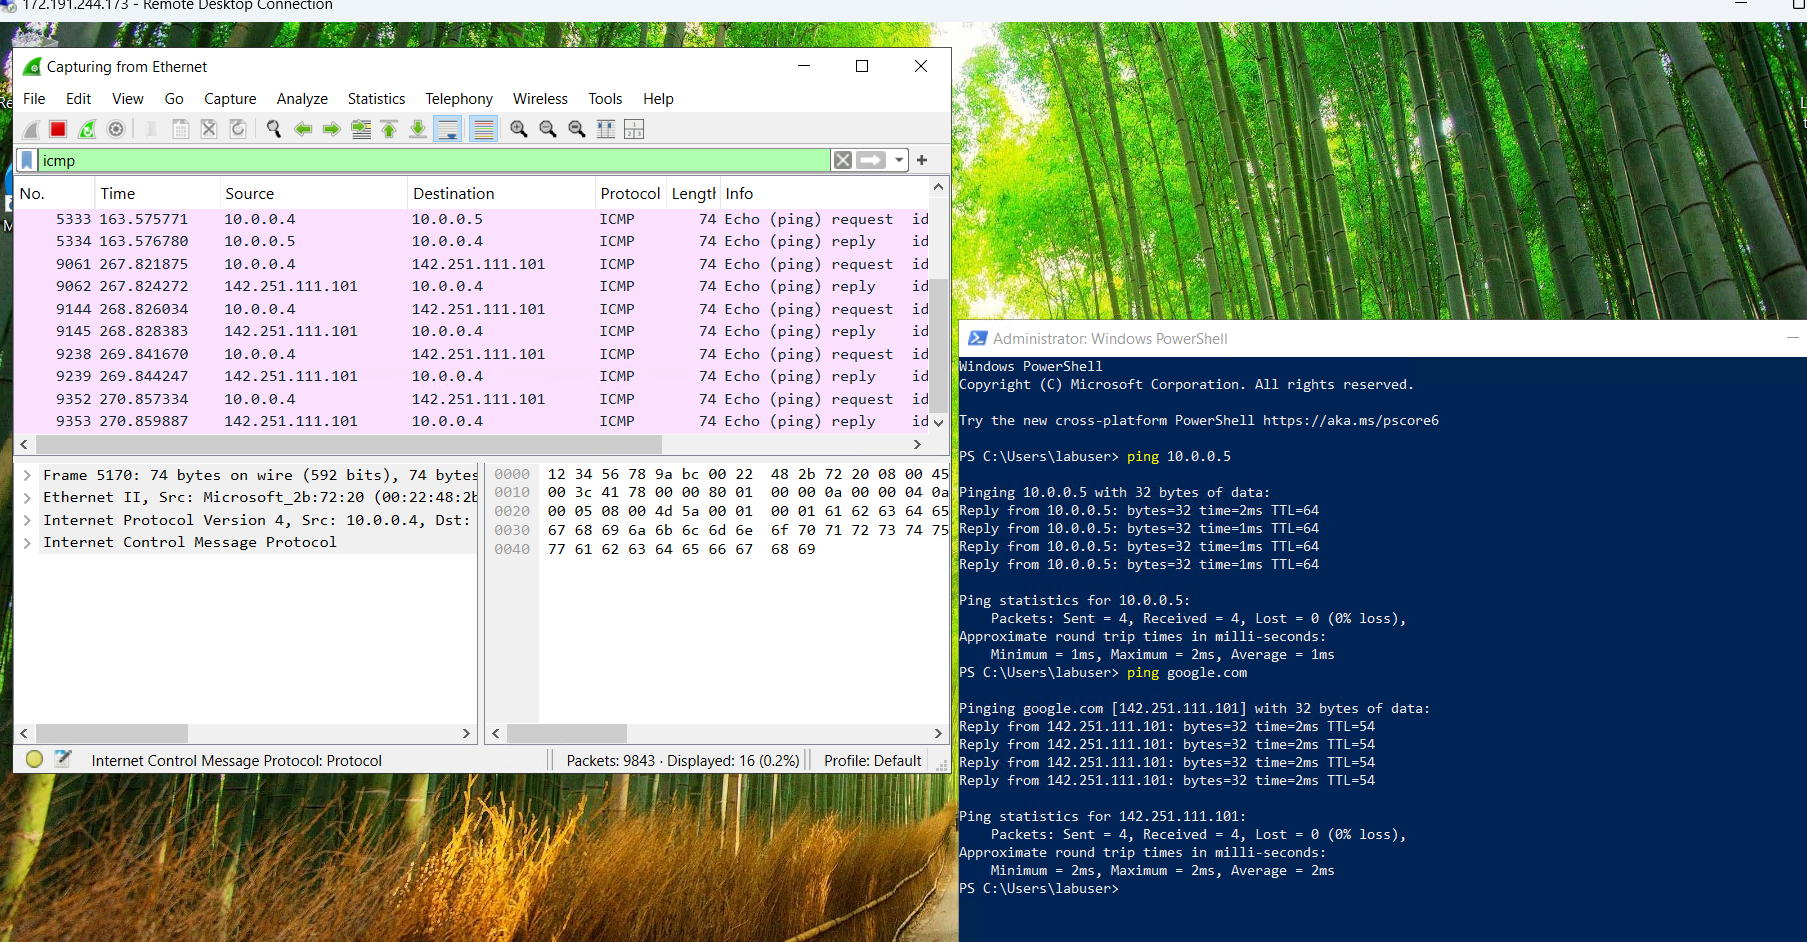 172.191.244.173 - Remote Desktop Connection
Capturing from Ethernet
File Edit View Go Capture Analyze Statistics Telephony Wireless Tools Help
icmp
No. Time Source Destination Protocol Length Info
5333 163.575771 10.0.0.4 10.0.0.5 ICMP 74 Echo (ping) request id
5334 163.576780 10.0.0.5 10.0.0.4 ICMP 74 Echo (ping) reply id
9061 267.821875 10.0.0.4 142.251.111.101 ICMP 74 Echo (ping) request id
9062 267.824272 142.251.111.101 10.0.0.4 ICMP 74 Echo (ping) reply id
9144 268.826034 10.0.0.4 142.251.111.101 ICMP 74 Echo (ping) request id
9145 268.828383 142.251.111.101 10.0.0.4 ICMP 74 Echo (ping) reply id
9238 269.841670 10.0.0.4 142.251.111.101 ICMP 74 Echo (ping) request id
9239 269.844247 142.251.111.101 10.0.0.4 ICMP 74 Echo (ping) reply id
9352 270.857334 10.0.0.4 142.251.111.101 ICMP 74 Echo (ping) request id
9353 270.859887 142.251.111.101 10.0.0.4 ICMP 74 Echo (ping) reply id
Frame 5170: 74 bytes on wire (592 bits), 74 bytes
Ethernet II, Src: Microsoft_2b:72:20 (00:22:48:2b
Internet Protocol Version 4, Src: 10.0.0.4, Dst:
Internet Control Message Protocol
0000 12 34 56 78 9a bc 00 22 48 2b 72 20 08 00 45
0010 00 3c 41 78 00 00 80 01 00 00 0a 00 00 04 0a
0020 00 05 08 00 4d 5a 00 01 00 01 61 62 63 64 65
0030 67 68 69 6a 6b 6c 6d 6e 6f 70 71 72 73 74 75
0040 77 61 62 63 64 65 66 67 68 69
Internet Control Message Protocol: Protocol
Packets: 9843 · Displayed: 16 (0.2%)
Profile: Default
Administrator: Windows PowerShell
Windows PowerShell
Copyright (C) Microsoft Corporation. All rights reserved.
Try the new cross-platform PowerShell https://aka.ms/pscore6
PS C:\Users\labuser> ping 10.0.0.5
Pinging 10.0.0.5 with 32 bytes of data:
Reply from 10.0.0.5: bytes=32 time=2ms TTL=64
Reply from 10.0.0.5: bytes=32 time=1ms TTL=64
Reply from 10.0.0.5: bytes=32 time=1ms TTL=64
Reply from 10.0.0.5: bytes=32 time=1ms TTL=64
Ping statistics for 10.0.0.5:
Packets: Sent = 4, Received = 4, Lost = 0 (0% loss),
Approximate round trip times in milli-seconds:
Minimum = 1ms, Maximum = 2ms, Average = 1ms
PS C:\Users\labuser> ping google.com
Pinging google.com [142.251.111.101] with 32 bytes of data:
Reply from 142.251.111.101: bytes=32 time=2ms TTL=54
Reply from 142.251.111.101: bytes=32 time=2ms TTL=54
Reply from 142.251.111.101: bytes=32 time=2ms TTL=54
Reply from 142.251.111.101: bytes=32 time=2ms TTL=54
Ping statistics for 142.251.111.101:
Packets: Sent = 4, Received = 4, Lost = 0 (0% loss),
Approximate round trip times in milli-seconds:
Minimum = 2ms, Maximum = 2ms, Average = 2ms
PS C:\Users\labuser>